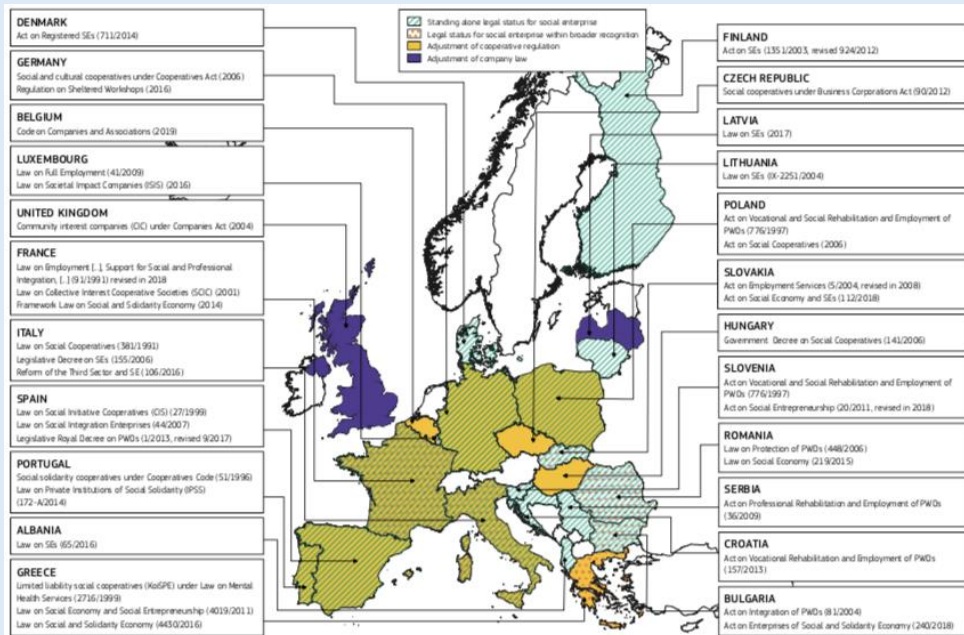 DENMARK
Act on Registered SEs (711/2014)
GERMANY
Social and cultural cooperatives under Cooperatives Act (2006)
Regulation on Sheltered Workshops (2016)
BELGIUM
Code on Companies and Associations (2019)
LUXEMBOURG
Law on Full Employment (41/2009)
Law on Societal Impact Companies (ISIS) (2016)
UNITED KINGDOM
Community interest companies (CIC) under Companies Act (2004)
FRANCE
Law on Employment [..], Support for Social and Professional
Integration, [..] (91/1991) revised in 2018
Law on Collective Interest Cooperative Societies (SCIC) (2001)
Framework Law on Social and Solidarity Economy (2014)
ITALY
Law on Social Cooperatives (381/1991)
Legislative Decree on SEs (155/2006)
Reform of the Third Sector and SE (106/2016)
SPAIN
Law on Social Initiative Cooperatives (CIS) (27/1999)
Law on Social Integration Enterprises (44/2007)
Legislative Royal Decree on PWDs (1/2013, revised 9/2017)
PORTUGAL
Social solidarity cooperatives under Cooperatives Code (51/1996)
Law on Private Institutions of Social Solidarity (IPSS)
(172-A/2014)
ALBANIA
Law on SEs (65/2016)
GREECE
Limited liability social cooperatives (KoiSPE) under Law on Mental
Health Services (2716/1999)
Law on Social Economy and Social Entrepreneurship (4019/2011)
Law on Social and Solidarity Economy (4430/2016)
Standing alone legal status for social enterprise
Legal status for social enterprise within broader recognition
Adjustment of cooperative regulation
Adjustment of company law
FINLAND
Act on SEs (1351/2003, revised 924/2012)
CZECH REPUBLIC
Social cooperatives under Business Corporations Act (90/2012)
LATVIA
Law on SEs (2017)
LITHUANIA
Law on SEs (IX-2251/2004)
POLAND
Act on Vocational and Social Rehabilitation and Employment of
PWDs (776/1997)
Act on Social Cooperatives (2006)
SLOVAKIA
Act on Employment Services (5/2004, revised in 2008)
Act on Social Economy and SEs (112/2018)
HUNGARY
Government Decree on Social Cooperatives (141/2006)
SLOVENIA
Act on Vocational and Social Rehabilitation and Employment of
PWDs (776/1997)
Act on Social Entrepreneurship (20/2011, revised in 2018)
ROMANIA
Law on Protection of PWDs (448/2006)
Law on Social Economy (219/2015)
SERBIA
Act on Professional Rehabilitation and Employment of PWDs
(36/2009)
CROATIA
Act on Vocational Rehabilitation and Employment of PWDs
(157/2013)
BULGARIA
Act on Integration of PWDs (81/2004)
Act on Enterprises of Social and Solidarity Economy (240/2018)